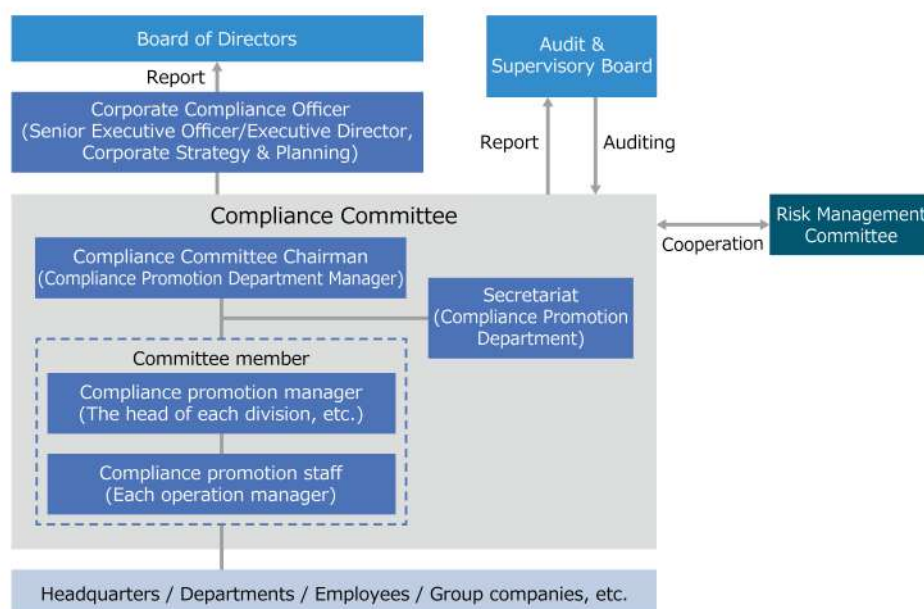 Board of Directors
Report
Corporate Compliance Officer
(Senior Executive Officer/Executive Director,
Corporate Strategy & Planning)
Audit &
Supervisory Board
Report
Auditing
Compliance Committee
Risk Management
Committee
Cooperation
Compliance Committee Chairman
(Compliance Promotion Department Manager)
Secretariat
(Compliance Promotion
Department)
Committee member
Compliance promotion manager
(The head of each division, etc.)
Compliance promotion staff
(Each operation manager)
Headquarters / Departments / Employees / Group companies, etc.